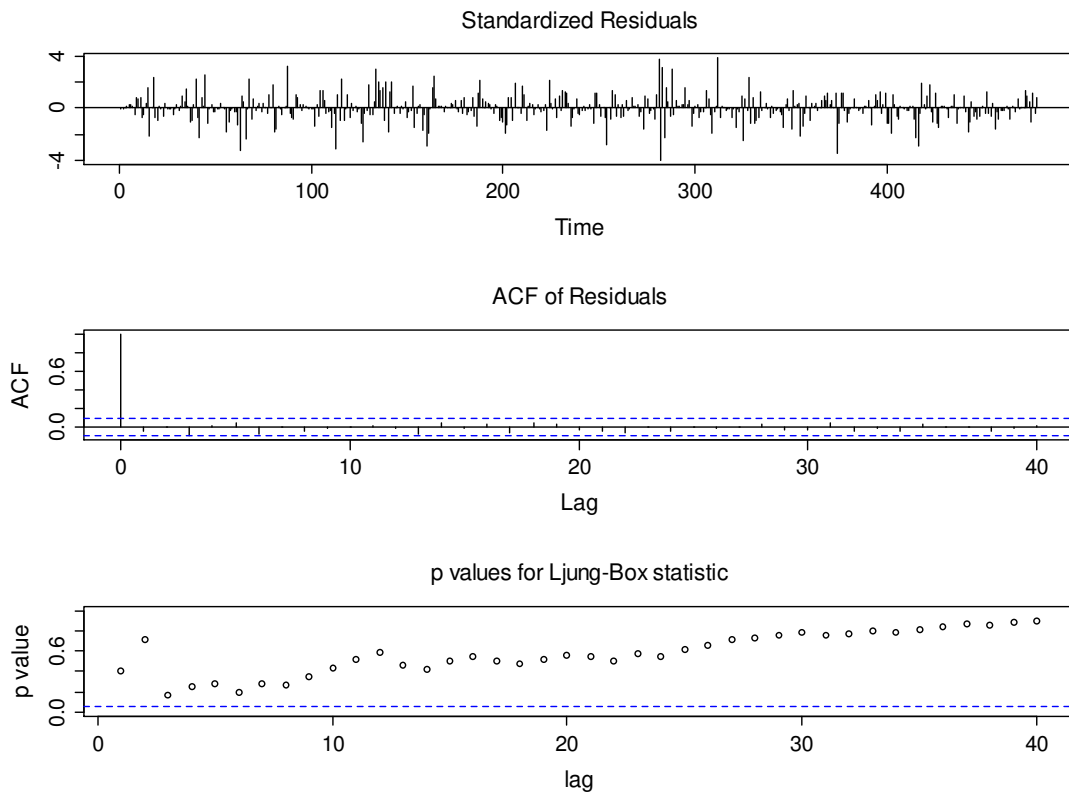 Standardized Residuals
4
0
-4
0 100 200 300 400
Time
ACF of Residuals
ACF
0.6
0.0
0 10 20 30 40
Lag
p values for Ljung-Box statistic
p value
0.6
0.0
0 10 20 30 40
lag